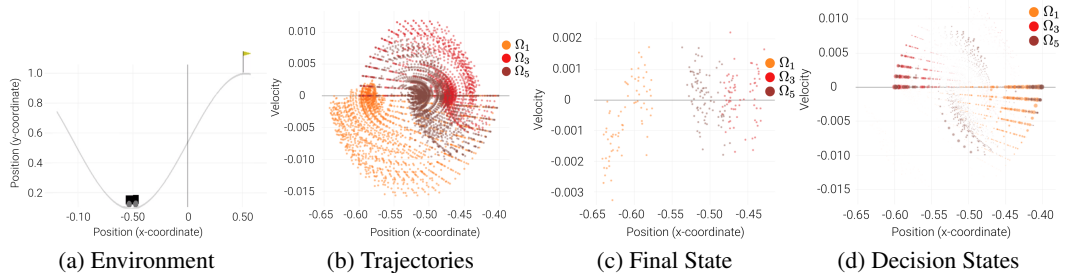 Position (y-coordinate)
1.0
0.8
0.6
0.4
0.2
-0.10
-0.50
0
0.50
Position (x-coordinate)
(a) Environment
Velocity
0.010
0.005
0
-0.005
-0.010
-0.015
-0.65
-0.60
-0.55
-0.50
-0.45
-0.40
Position (x-coordinate)
Ω1
Ω3
Ω5
(b) Trajectories
Velocity
0.002
0.001
0
-0.001
-0.002
-0.003
-0.65
-0.60
-0.55
-0.50
-0.45
Position (x-coordinate)
Ω1
Ω3
Ω5
(c) Final State
Velocity
0.010
0.005
0
-0.005
-0.010
-0.015
-0.65
-0.60
-0.55
-0.50
-0.45
-0.40
Position (x-coordinate)
Ω1
Ω3
Ω5
(d) Decision States